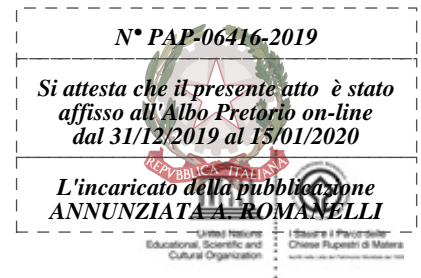 N° PAP-06416-2019
Si attesta che il presente atto è stato
affisso all'Albo Pretorio on-line
dal 31/12/2019 al 15/01/2020
REPVBBLICA ITALIANA
L'incaricato della pubblicazione
ANNUNZIATA A. ROMANELLI
United Nations
Educational, Scientific and
Cultural Organization
I Sassi e il Parco delle
Chiese Rupestri di Matera